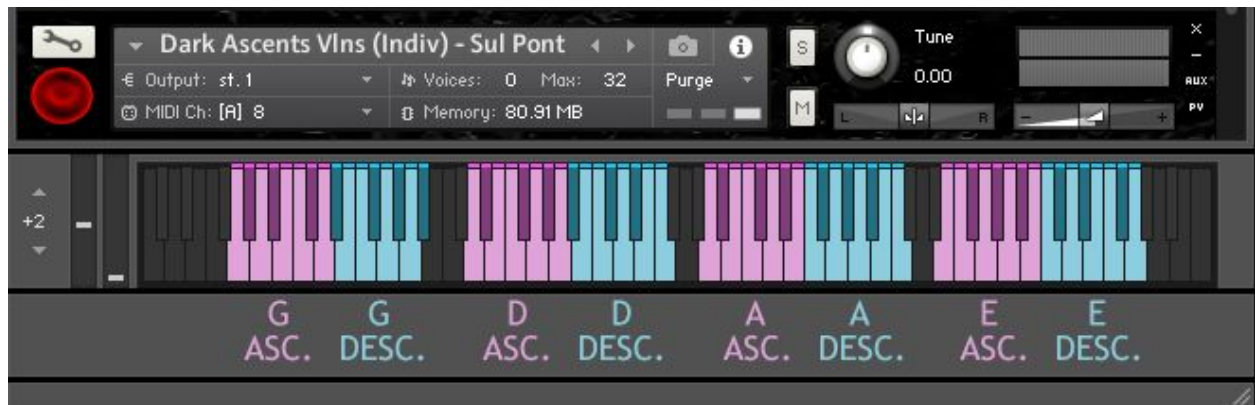 Dark Ascents Vlns (Indiv) - Sul Pont
Output: st. 1 Voices: 0 Max: 32 Purge
MIDI Ch: [A] 8 Memory: 80.91 MB
S
M
Tune
0.00
L R
- +
×
–
AUX
PV
+2
G G D D A A E E
ASC. DESC. ASC. DESC. ASC. DESC. ASC. DESC.